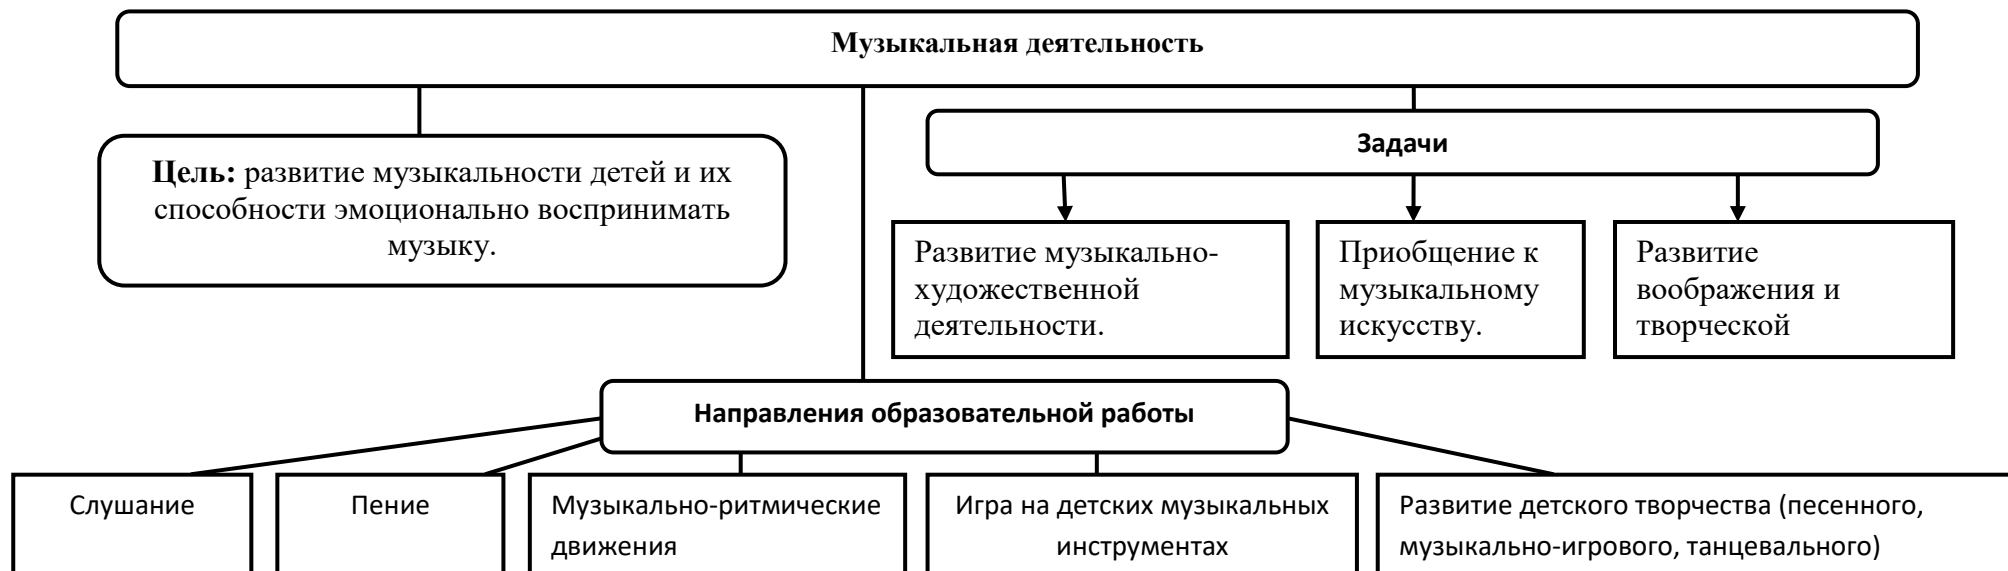 Музыкальная деятельность
Цель: развитие музыкальности детей и их
способности эмоционально воспринимать
музыку.
Задачи
Развитие музыкально-
художественной
деятельности.
Приобщение к
музыкальному
искусству.
Развитие
воображения и
творческой
Направления образовательной работы
Слушание
Пение
Музыкально-ритмические
движения
Игра на детских музыкальных
инструментах
Развитие детского творчества (песенного,
музыкально-игрового, танцевального)